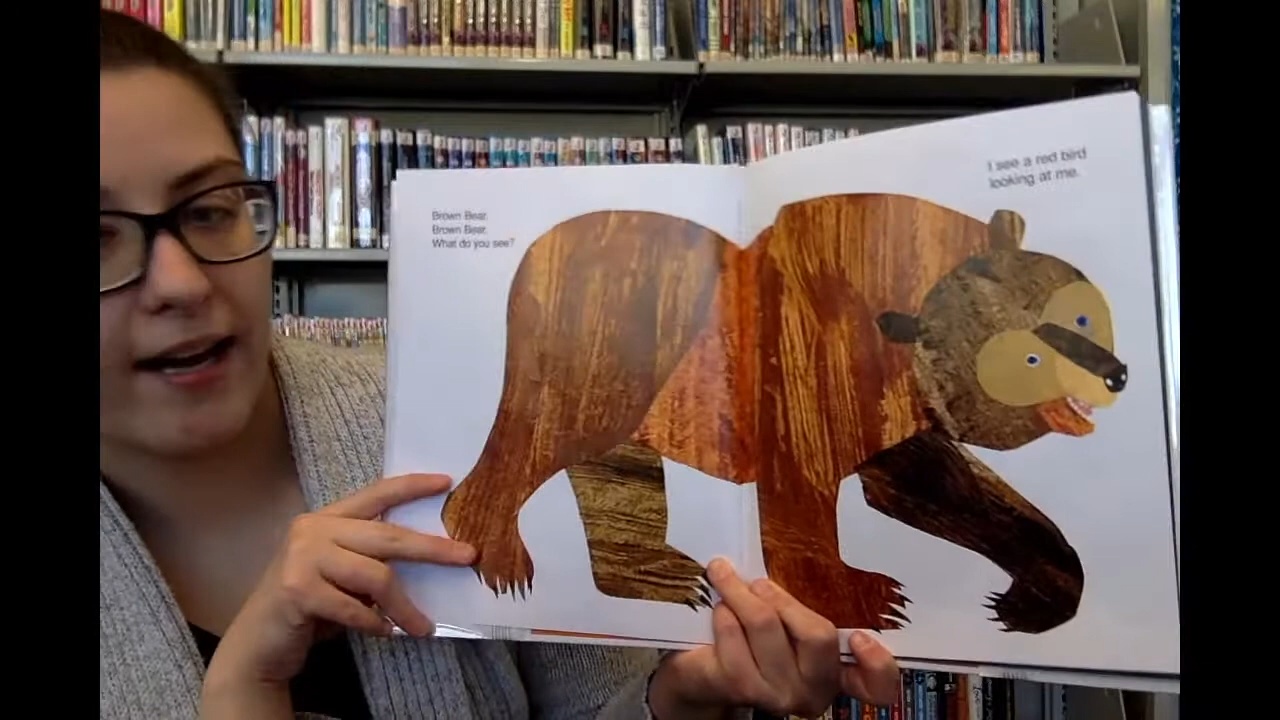 Brown Bear,
Brown Bear,
What do you see?
I see a red bird
looking at me.